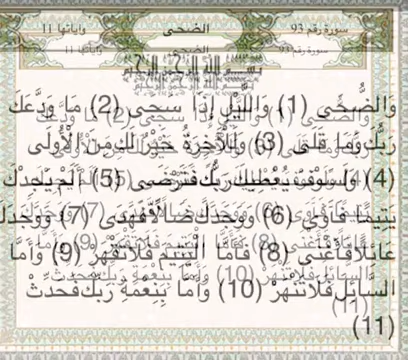 سورة رقم 93 الضحى وآياتها 11
بسم الله الرحمن الرحيم
وَالضُّحَى (1) وَاللَّيْلِ إِذَا سَجَى (2) مَا وَدَّعَكَ
رَبُّكَ وَمَا قَلَى (3) وَلَلْآخِرَةُ خَيْرٌ لَكَ مِنَ الْأُولَى
(4) وَلَسَوْفَ يُعْطِيكَ رَبُّكَ فَتَرْضَى (5) أَلَمْ يَجِدْكَ
يَتِيمًا فَآوَى (6) وَوَجَدَكَ ضَالًّا فَهَدَى (7) وَوَجَدَكَ
عَائِلًا فَأَغْنَى (8) فَأَمَّا الْيَتِيمَ فَلَا تَقْهَرْ (9) وَأَمَّا
السَّائِلَ فَلَا تَنْهَرْ (10) وَأَمَّا بِنِعْمَةِ رَبِّكَ فَحَدِّثْ
(11)